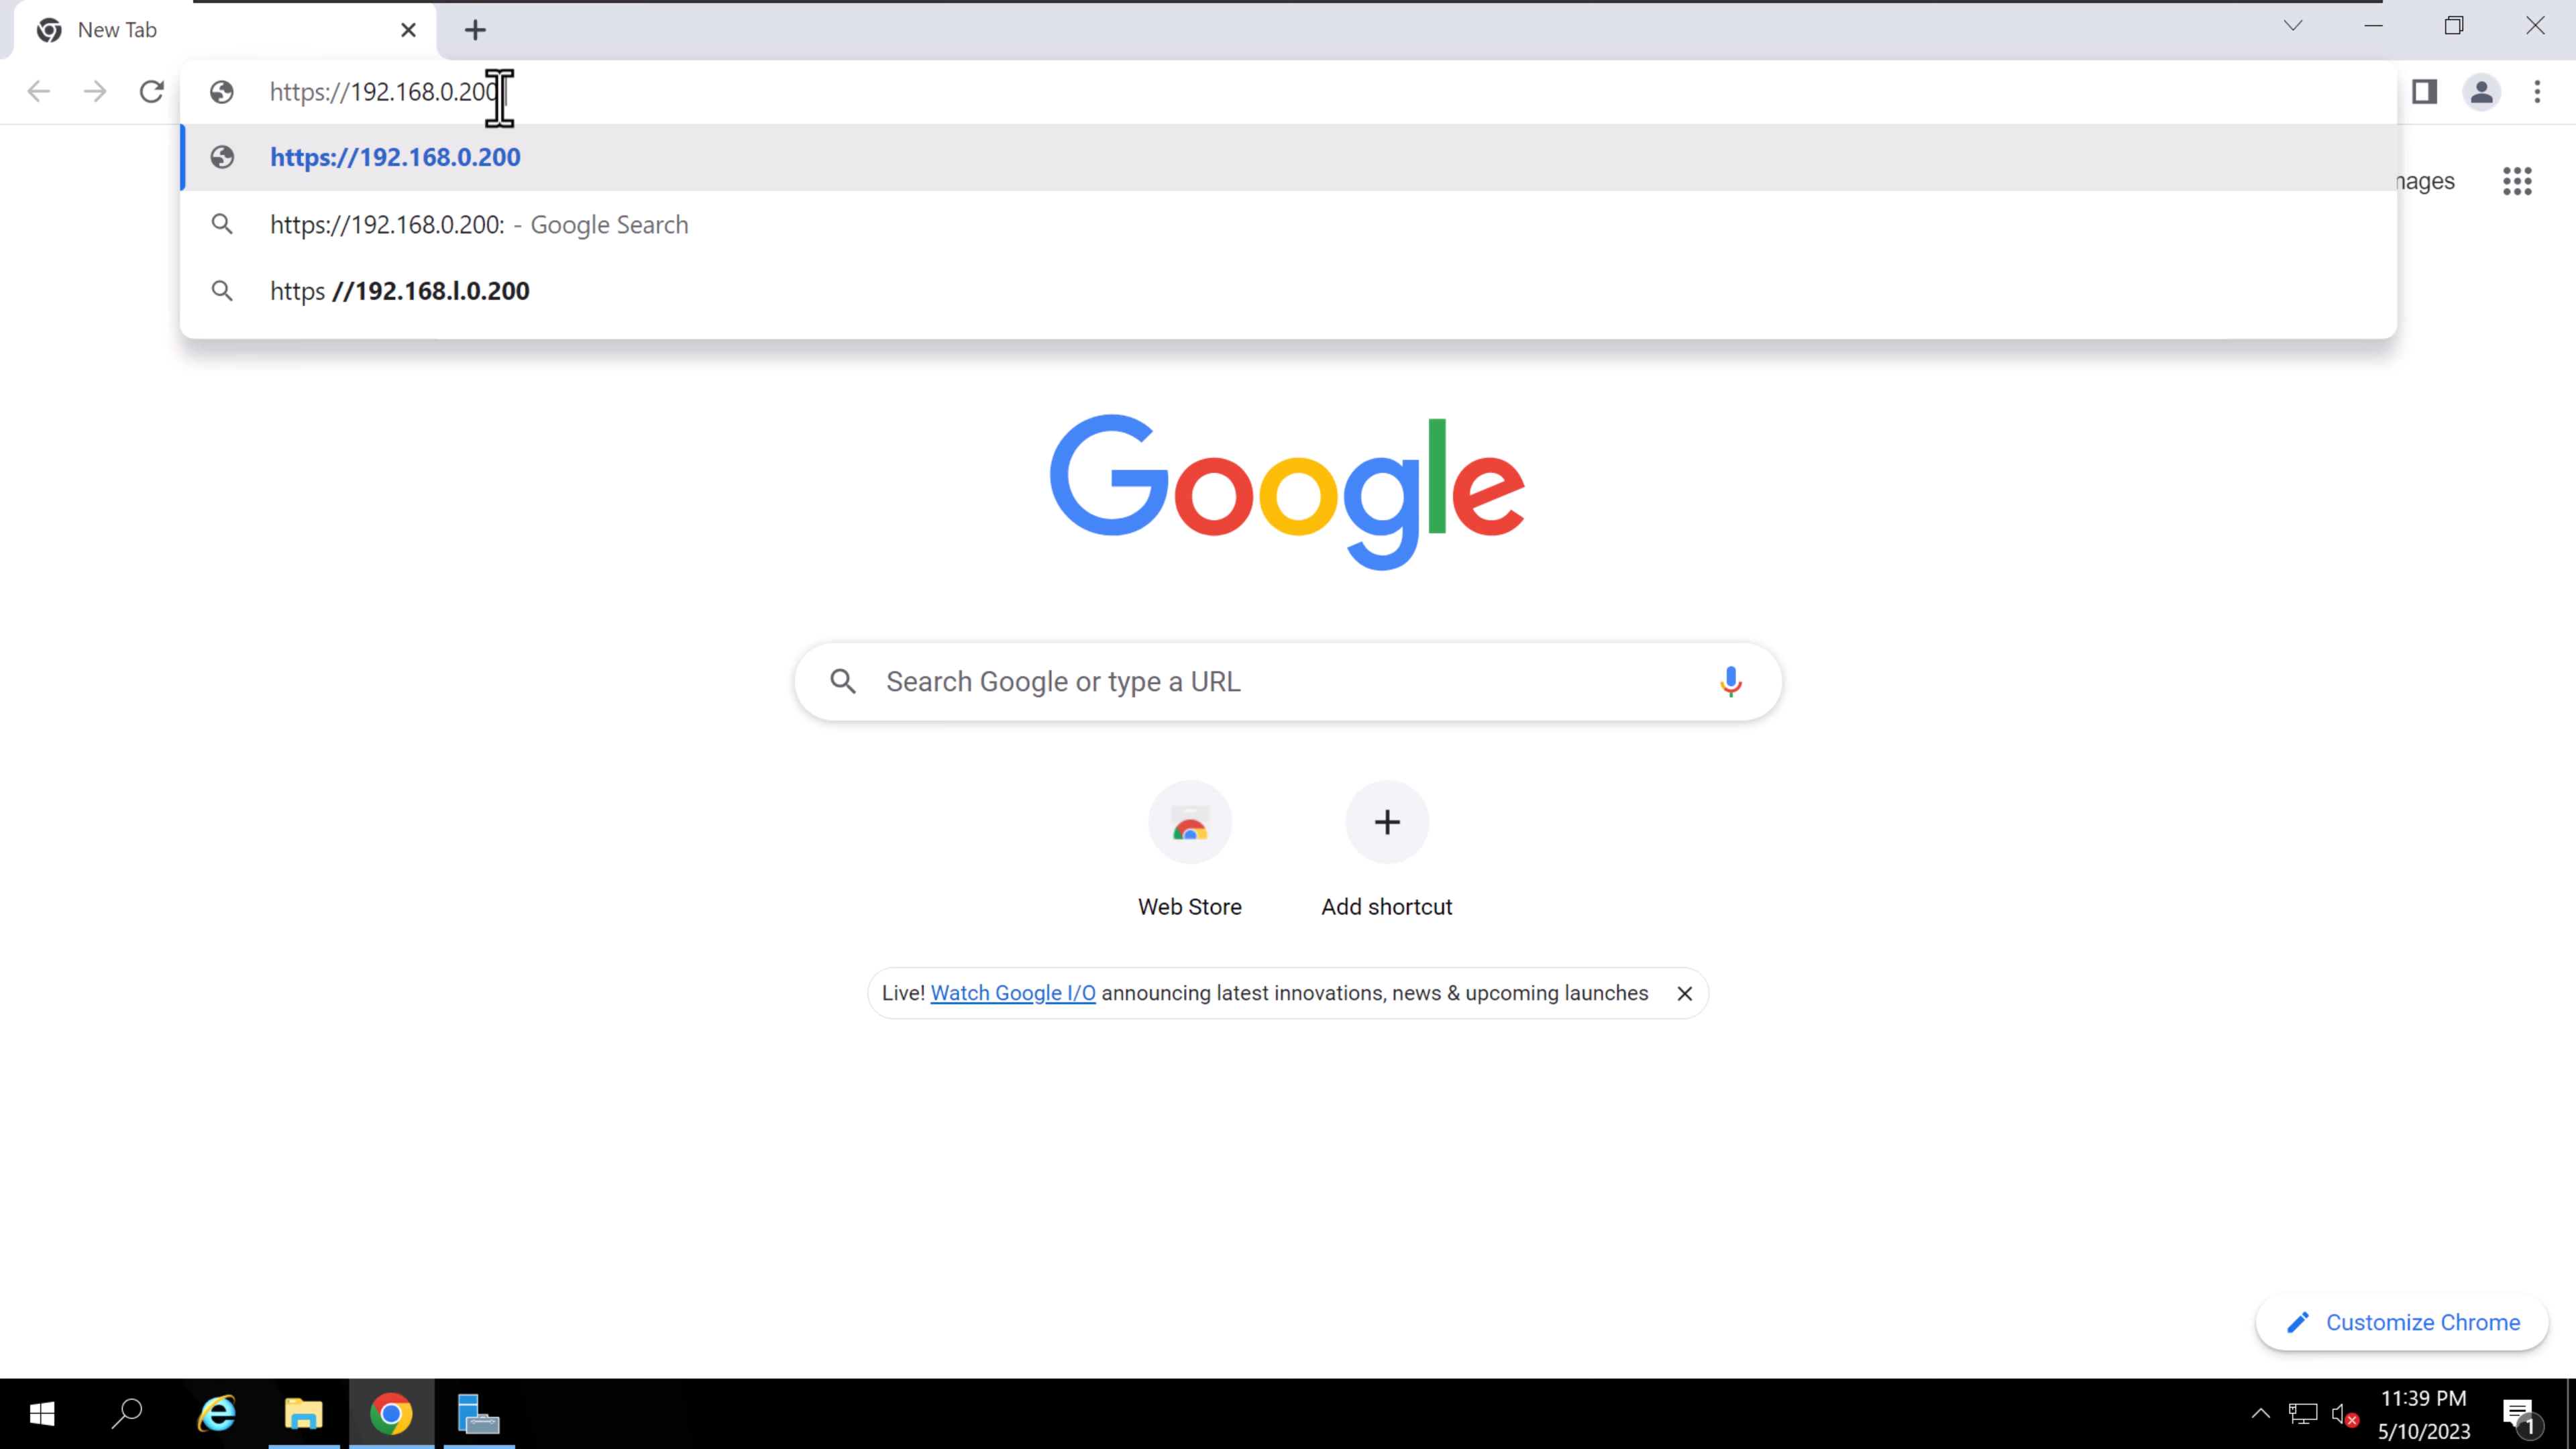 New Tab
https://192.168.0.200
https://192.168.0.200
https://192.168.0.200: - Google Search
https //192.168.l.0.200
mages
Google
Search Google or type a URL
Web Store
Add shortcut
Live! Watch Google I/O announcing latest innovations, news & upcoming launches
Customize Chrome
11:39 PM
5/10/2023
1